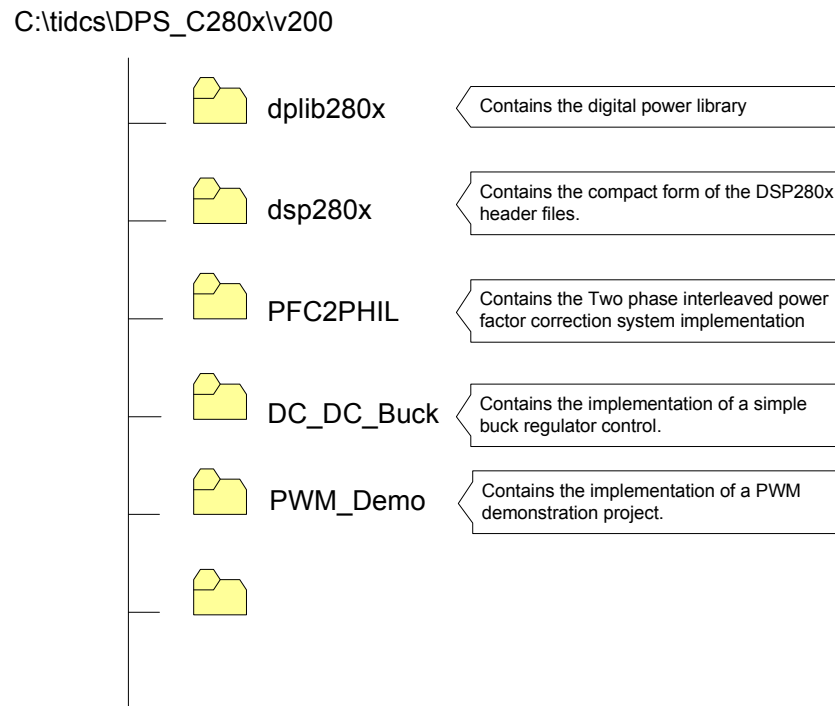 C:\tidcs\DPS_C280x\v200
dplib280x
Contains the digital power library
dsp280x
Contains the compact form of the DSP280x
header files.
PFC2PHIL
Contains the Two phase interleaved power
factor correction system implementation
DC_DC_Buck
Contains the implementation of a simple
buck regulator control.
PWM_Demo
Contains the implementation of a PWM
demonstration project.